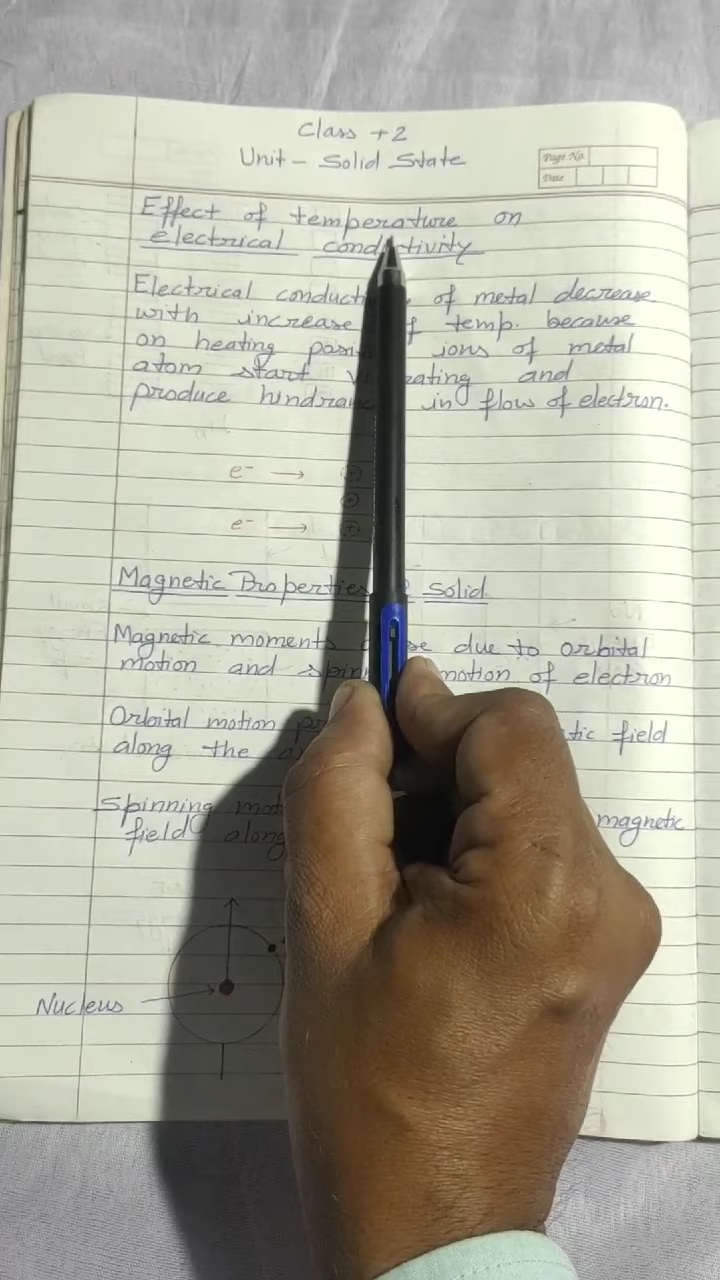 Class +2
Unit - Solid State
Page No.
Date
Effect of temperature on
electrical conductivity
Electrical of metal decrease
with increase temp. because
on heating ions of metal
atom start and
produce in flow of electron.
e- → (+)
(+)
e- → (+)
Magnetic Properties Solid
Magnetic moments due to orbital
motion and motion of electron
Orbital motion field
along the
Spinning magnetic
field along
Nucleus